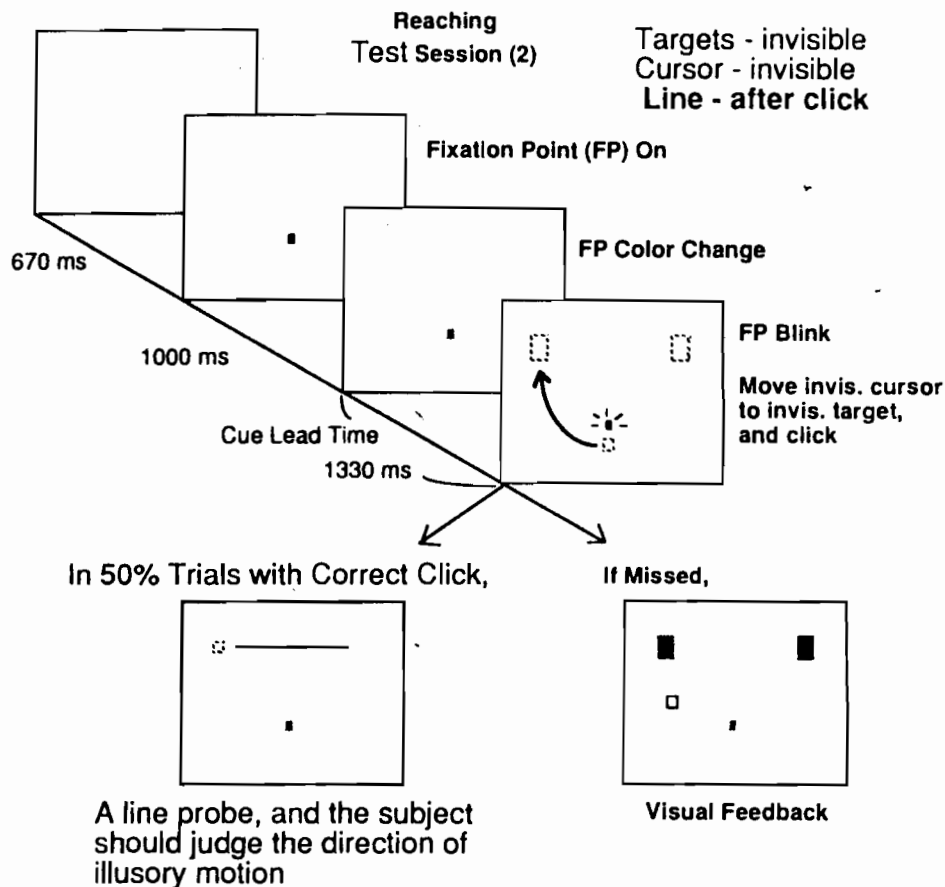 Reaching
Test Session (2)
Targets - invisible
Cursor - invisible
Line - after click
Fixation Point (FP) On
670 ms
FP Color Change
1000 ms
FP Blink
Move invis. cursor
to invis. target,
and click
Cue Lead Time
1330 ms
In 50% Trials with Correct Click,
If Missed,
A line probe, and the subject
should judge the direction of
illusory motion
Visual Feedback